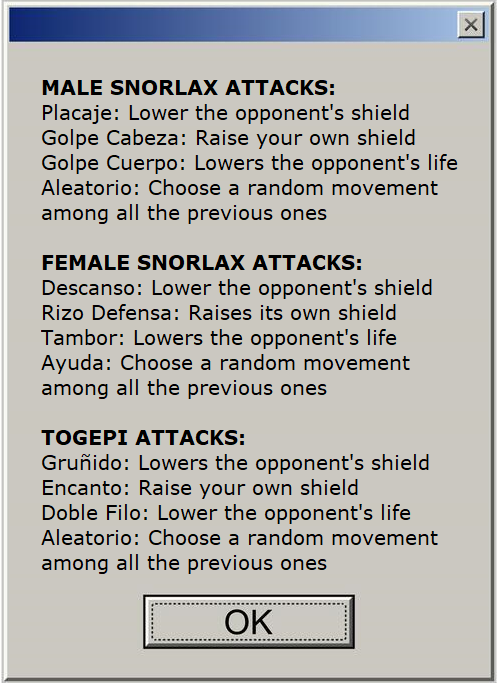 MALE SNORLAX ATTACKS:
Placaje: Lower the opponent's shield
Golpe Cabeza: Raise your own shield
Golpe Cuerpo: Lowers the opponent's life
Aleatorio: Choose a random movement
among all the previous ones
FEMALE SNORLAX ATTACKS:
Descanso: Lower the opponent's shield
Rizo Defensa: Raises its own shield
Tambor: Lowers the opponent's life
Ayuda: Choose a random movement
among all the previous ones
TOGEPI ATTACKS:
Gruñido: Lowers the opponent's shield
Encanto: Raise your own shield
Doble Filo: Lower the opponent's life
Aleatorio: Choose a random movement
among all the previous ones
OK